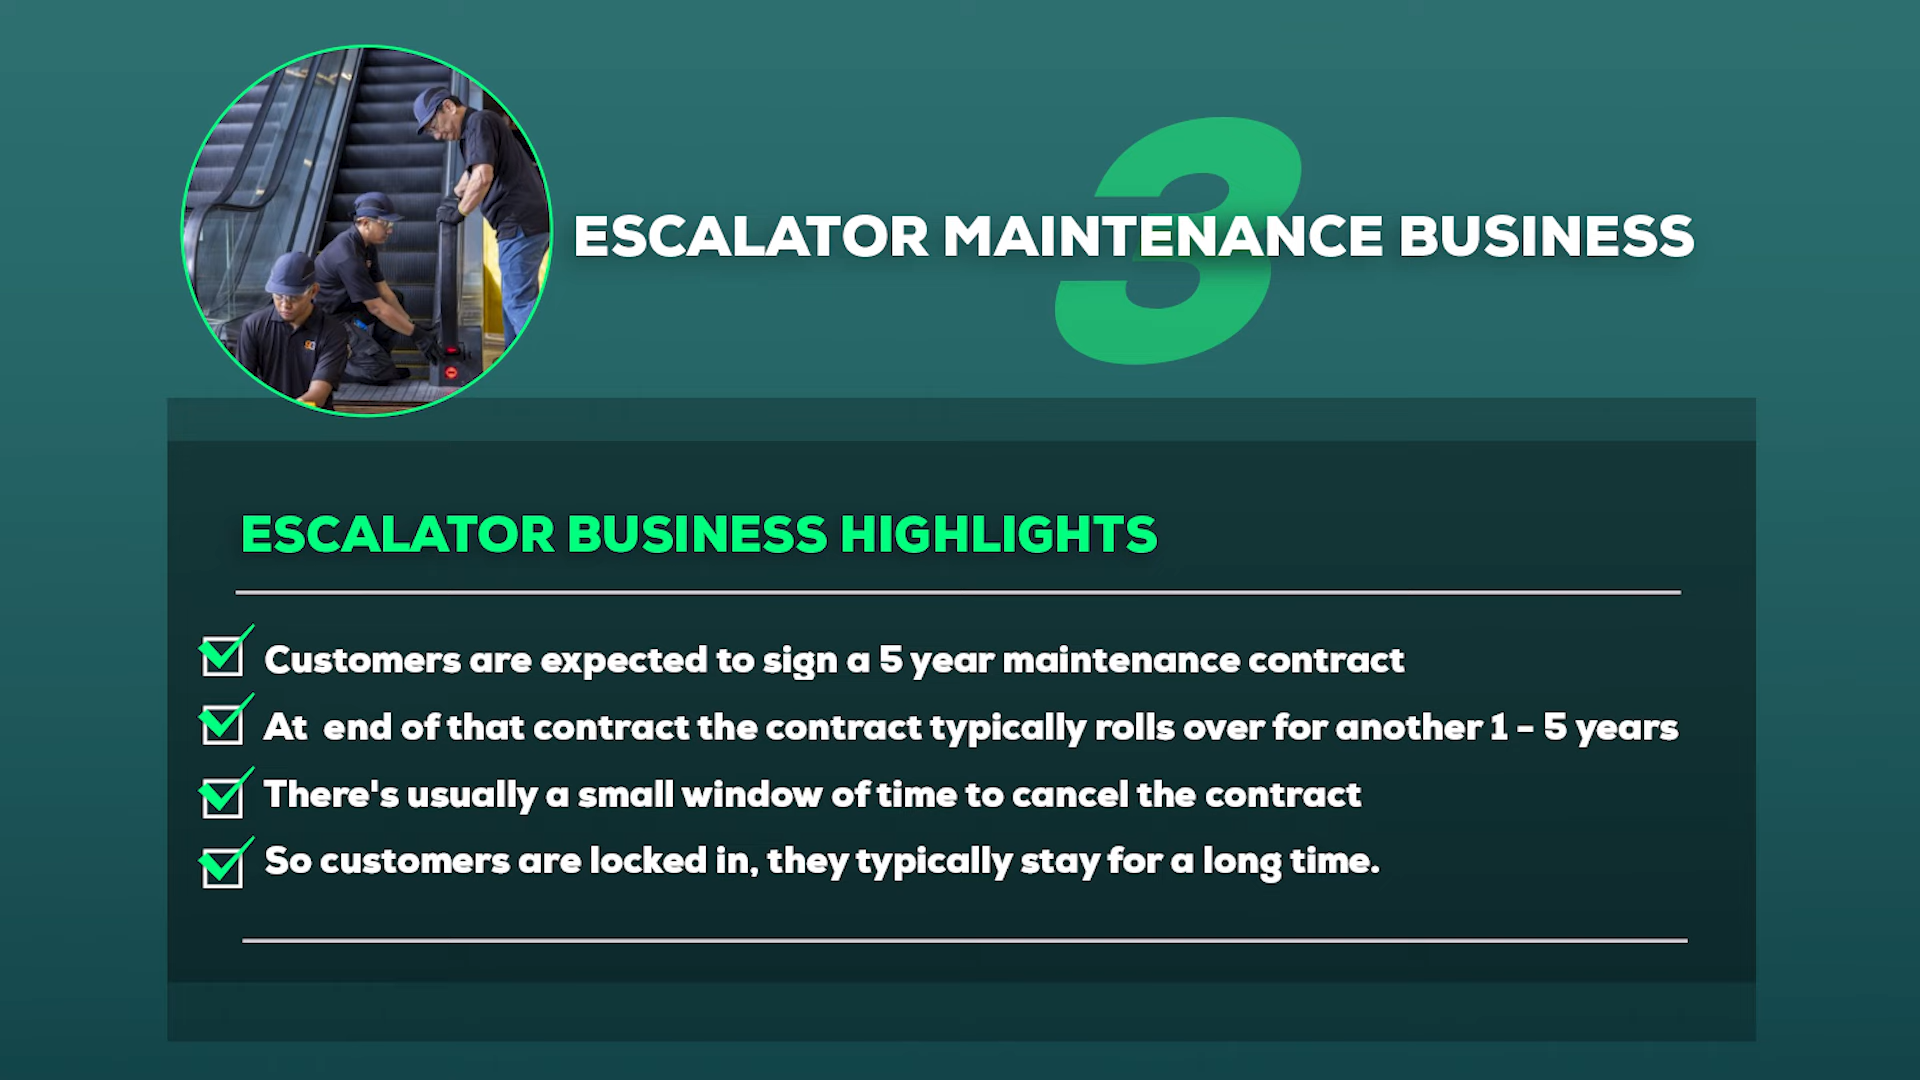 3
ESCALATOR MAINTENANCE BUSINESS
ESCALATOR BUSINESS HIGHLIGHTS
Customers are expected to sign a 5 year maintenance contract
At end of that contract the contract typically rolls over for another 1 - 5 years
There's usually a small window of time to cancel the contract
So customers are locked in, they typically stay for a long time.